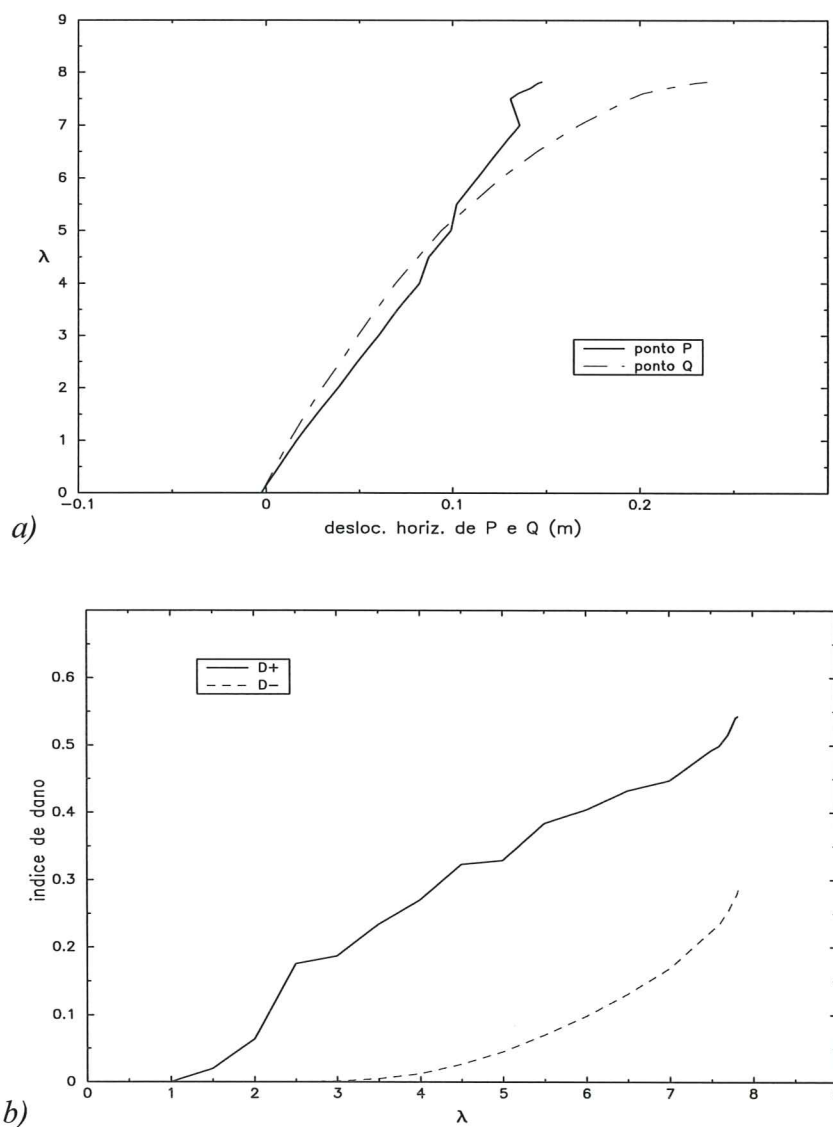 9
8
7
6
5
λ
4
3
2
1
0
ponto P
ponto Q
−0.1 0 0.1 0.2
desloc. horiz. de P e Q (m)
a)
D+
D−
0.6
0.5
0.4
0.3
0.2
0.1
0
indice de dano
0 1 2 3 4 5 6 7 8
λ
b)